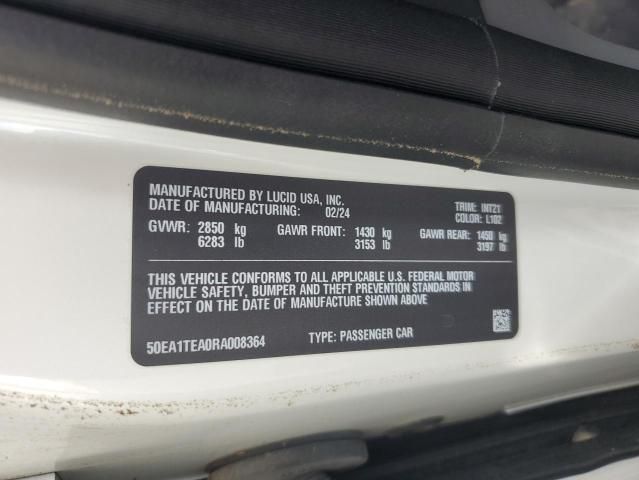 MANUFACTURED BY LUCID USA, INC.
DATE OF MANUFACTURING: 02/24
TRIM: INT21
COLOR: L102
GVWR: 2850 kg GAWR FRONT: 1430 kg GAWR REAR: 1450 kg
6283 lb 3153 lb 3197 lb
THIS VEHICLE CONFORMS TO ALL APPLICABLE U.S. FEDERAL MOTOR
VEHICLE SAFETY, BUMPER AND THEFT PREVENTION STANDARDS IN
EFFECT ON THE DATE OF MANUFACTURE SHOWN ABOVE
50EA1TEA0RA008364 TYPE: PASSENGER CAR